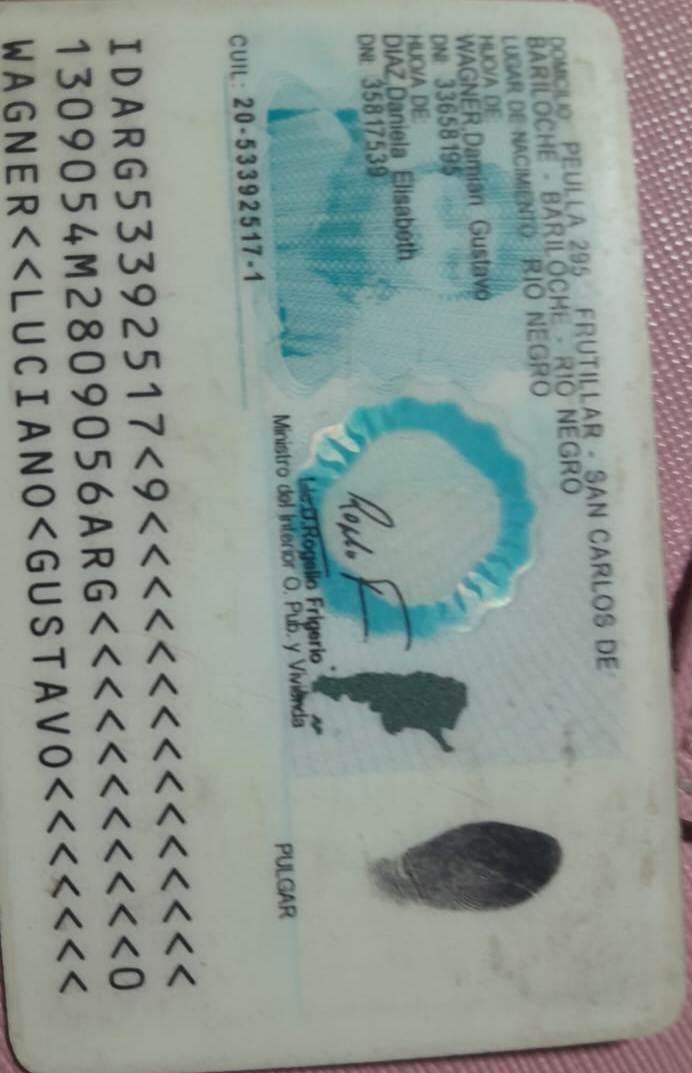 DOMICILIO: PEULLA 295 FRUTILLAR - SAN CARLOS DE
BARILOCHE - BARILOCHE - RIO NEGRO
LUGAR DE NACIMIENTO: RIO NEGRO
HIJO/A DE:
WAGNER, Damian Gustavo
DNI: 33658195
HIJO/A DE:
DIAZ, Daniela Elisabeth
DNI: 35817539
CUIL: 20-53392517-1
Lic. Rogelio Frigerio
Ministro del Interior O. Pub. y Vivienda
PULGAR
IDARG53392517<9<<<<<<<<<<<<<<<
1309054M2809056ARG<<<<<<<<<<<0
WAGNER<<LUCIANO<GUSTAVO<<<<<<<